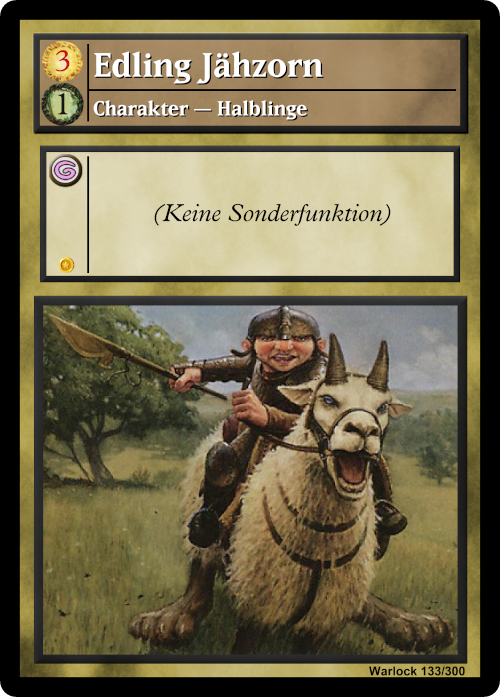 3
Edling Jähzorn
1
Charakter — Halblinge
(Keine Sonderfunktion)
Warlock 133/300